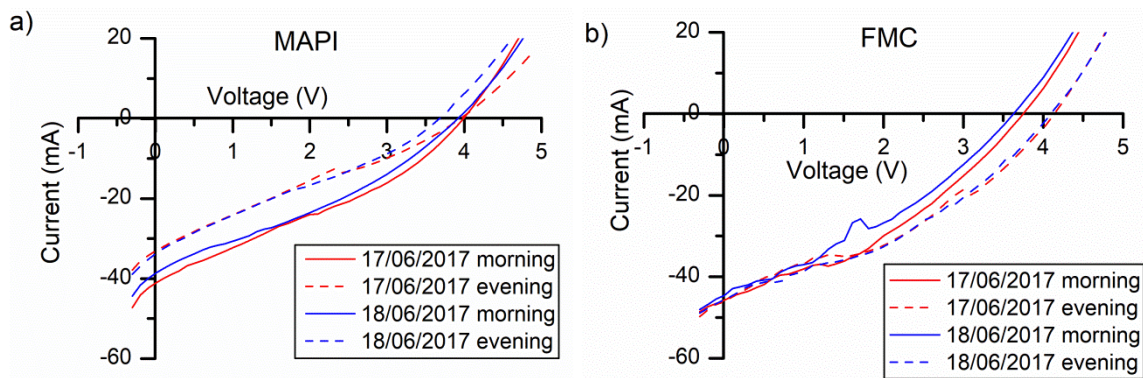 a)
MAPI
20
0
-20
-40
-60
-1
0
1
2
3
4
5
Voltage (V)
Current (mA)
17/06/2017 morning
17/06/2017 evening
18/06/2017 morning
18/06/2017 evening
b)
FMC
20
0
-20
-40
-60
-1
0
1
2
3
4
5
Voltage (V)
Current (mA)
17/06/2017 morning
17/06/2017 evening
18/06/2017 morning
18/06/2017 evening